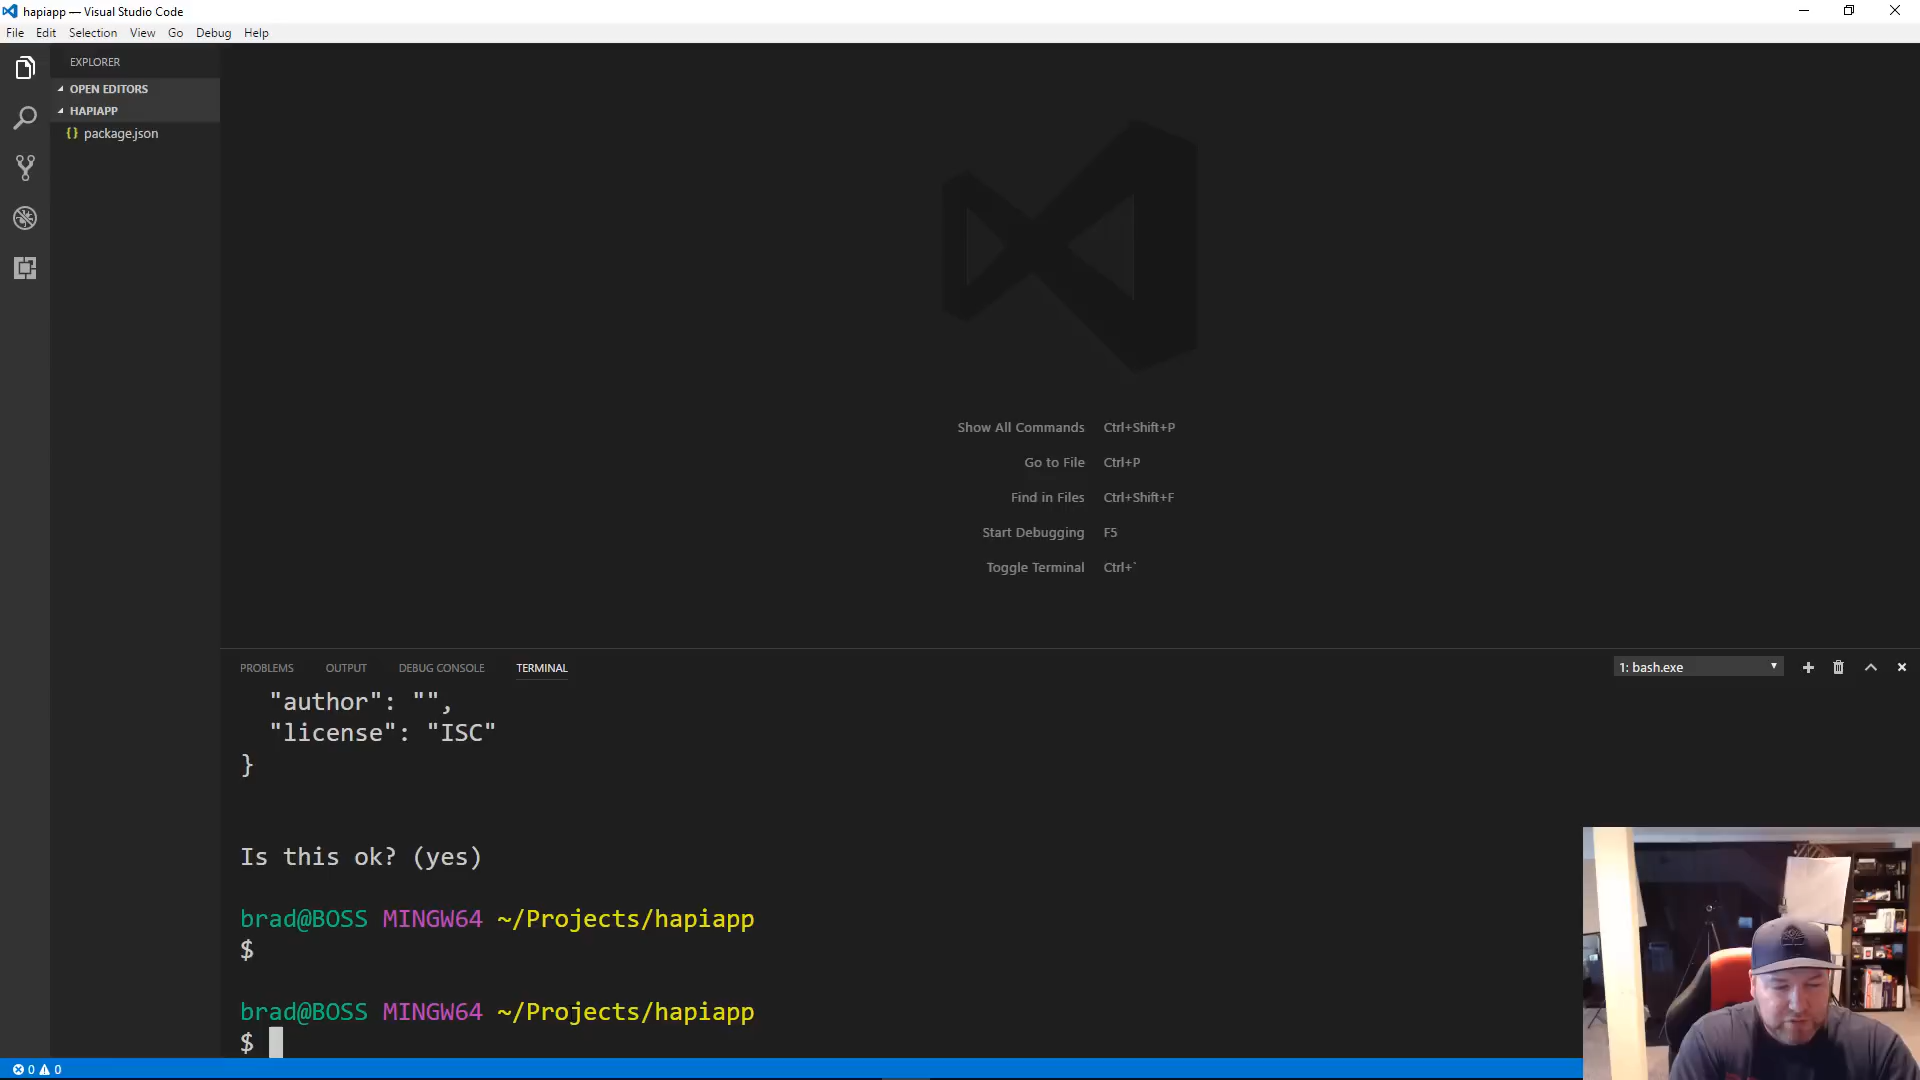 hapiapp — Visual Studio Code
File Edit Selection View Go Debug Help
EXPLORER
OPEN EDITORS
HAPIAPP
{} package.json
Show All Commands Ctrl+Shift+P
Go to File Ctrl+P
Find in Files Ctrl+Shift+F
Start Debugging F5
Toggle Terminal Ctrl+`
PROBLEMS OUTPUT DEBUG CONSOLE TERMINAL 1: bash.exe
"author": "",
"license": "ISC"
}
Is this ok? (yes)
brad@BOSS MINGW64 ~/Projects/hapiapp
$
brad@BOSS MINGW64 ~/Projects/hapiapp
$
0 0